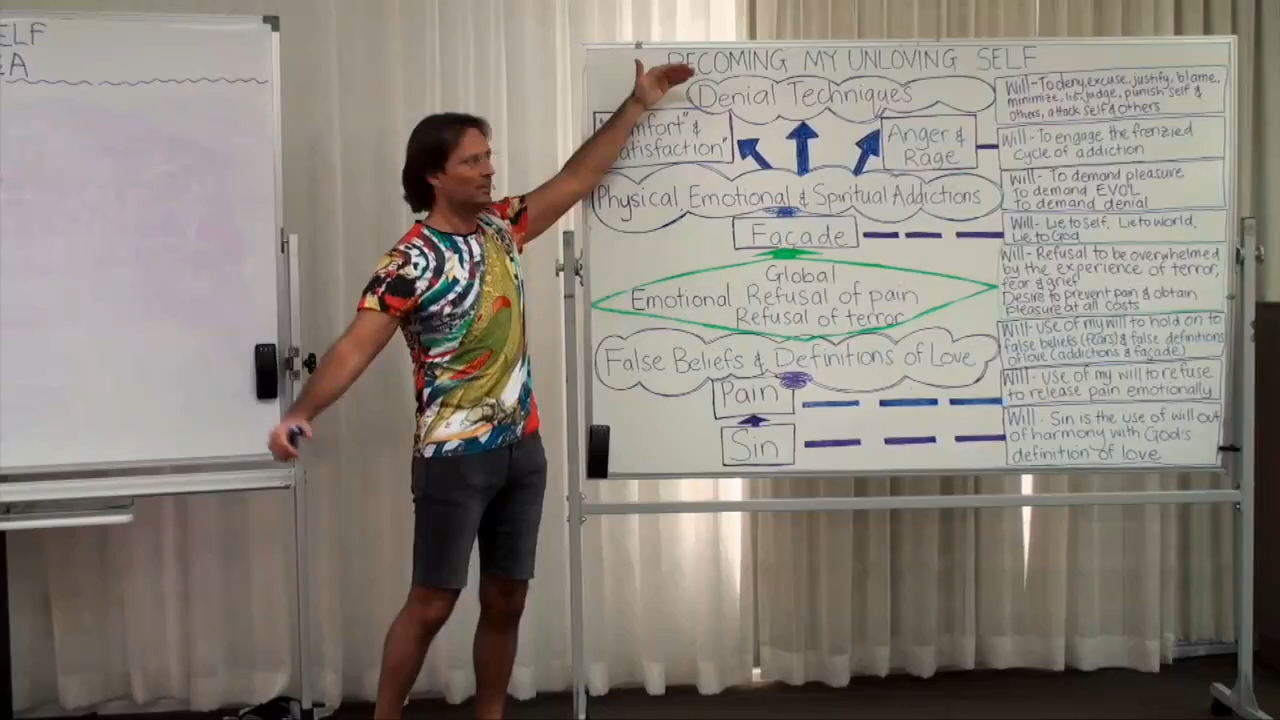 ELF
&A
BECOMING MY UNLOVING SELF
Denial Techniques
Will-To deny, excuse, justify, blame,
minimize, lie, judge, punish self &
others, attack self & others
"Comfort" &
"Satisfaction"
Anger &
Rage
Will-To engage the frenzied
cycle of addiction
Physical, Emotional & Spiritual Addictions
Will- To demand pleasure
To demand EVOL
To demand denial
Façade
Will- Lie to self, Lie to world,
Lie to God
Global
Emotional Refusal of pain
Refusal of terror
Will- Refusal to be overwhelmed
by the experience of terror,
fear & grief
Desire to prevent pain & obtain
pleasure at all costs
False Beliefs & Definitions of Love
Will- use of my will to hold on to
false beliefs (fears) & false definitions
of love (addictions & façade)
Pain
Will- use of my will to refuse
to release pain emotionally
Sin
Will- Sin is the use of will out
of harmony with God's
definition of love